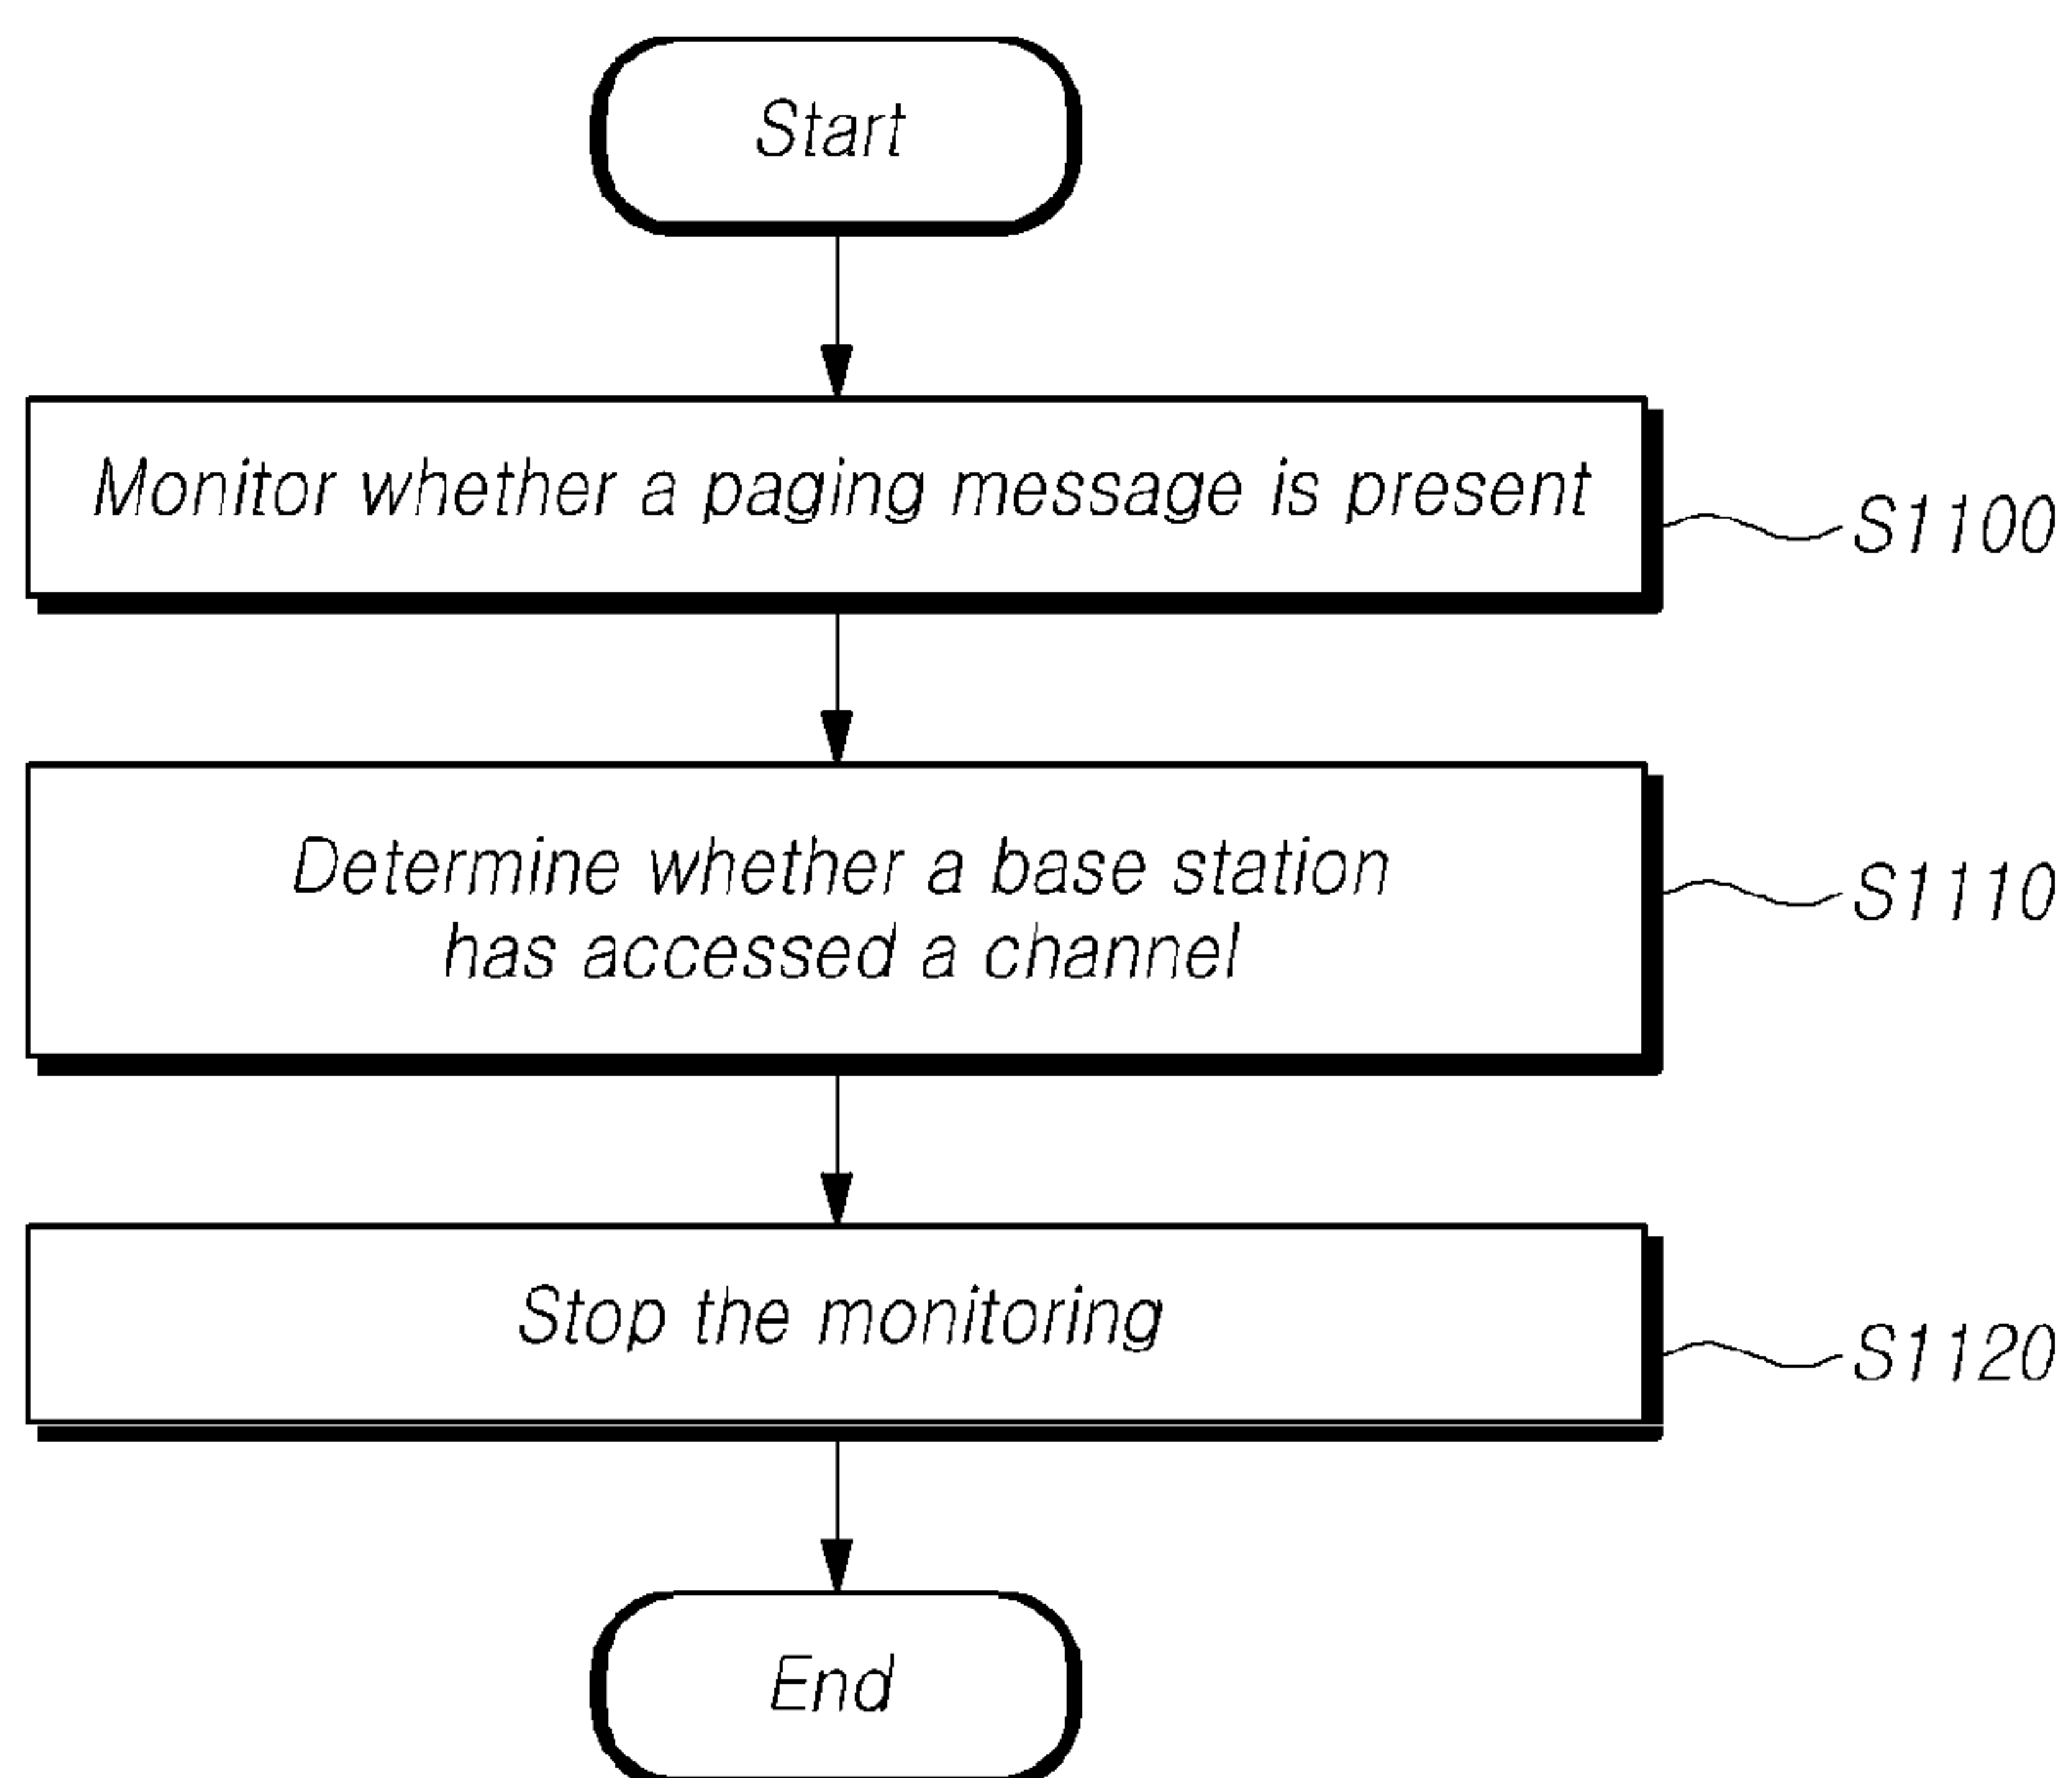 Start
Monitor whether a paging message is present
S1100
Determine whether a base station
has accessed a channel
S1110
Stop the monitoring
S1120
End